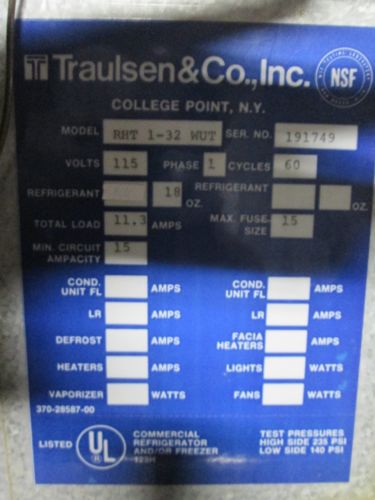 Traulsen & Co., Inc. NSF
COLLEGE POINT, N.Y.
MODEL RHT 1-32 WUT SER. NO. 191749
VOLTS 115 PHASE 1 CYCLES 60
REFRIGERANT 18 OZ. REFRIGERANT OZ.
TOTAL LOAD 11.3 AMPS MAX. FUSE SIZE 15
MIN. CIRCUIT AMPACITY 15
COND. UNIT FL AMPS COND. UNIT FL AMPS
LR AMPS LR AMPS
DEFROST AMPS FACIA HEATERS AMPS
HEATERS AMPS LIGHTS WATTS
VAPORIZER WATTS FANS WATTS
370-28587-00
LISTED UL COMMERCIAL REFRIGERATOR AND/OR FREEZER 123H
TEST PRESSURES
HIGH SIDE 235 PSI
LOW SIDE 140 PSI